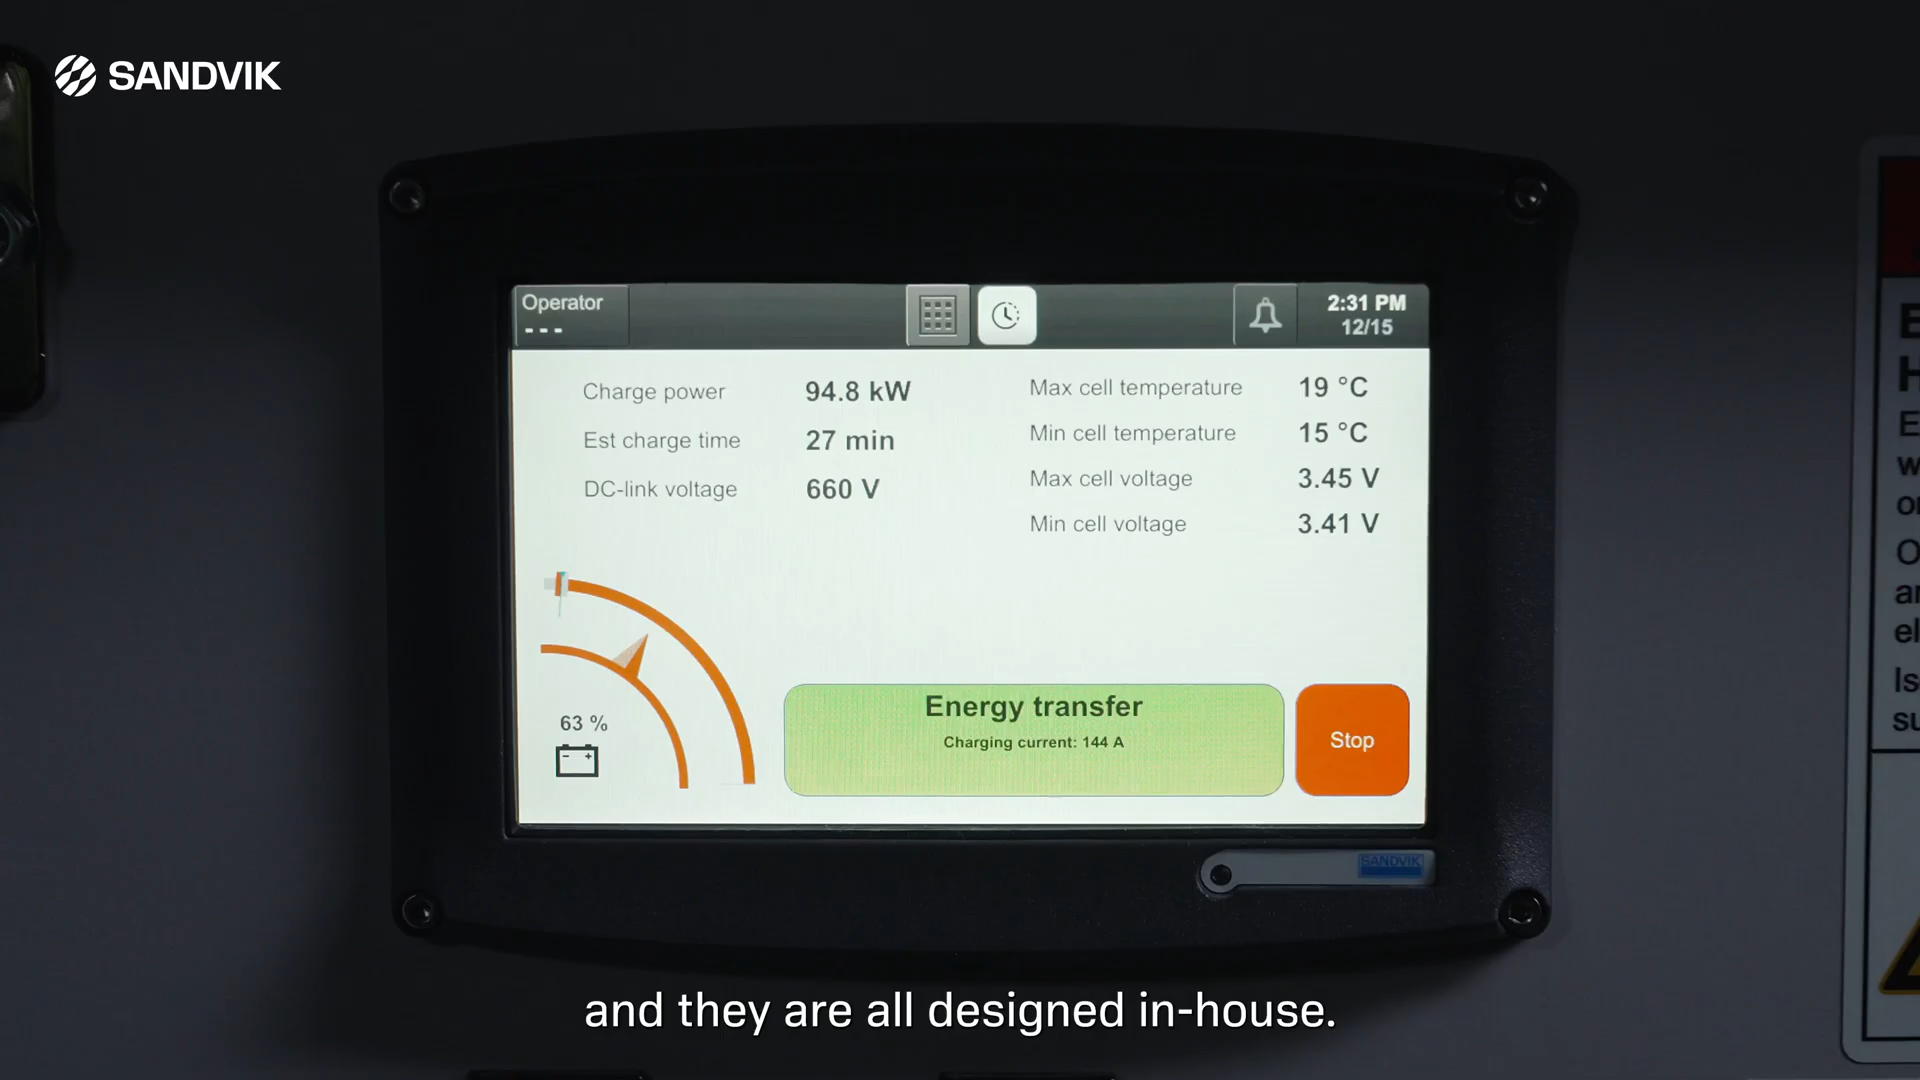 SANDVIK
Operator
---
2:31 PM
12/15
Charge power 94.8 kW
Est charge time 27 min
DC-link voltage 660 V
Max cell temperature 19 °C
Min cell temperature 15 °C
Max cell voltage 3.45 V
Min cell voltage 3.41 V
63 %
Energy transfer
Charging current: 144 A
Stop
SANDVIK
and they are all designed in-house.